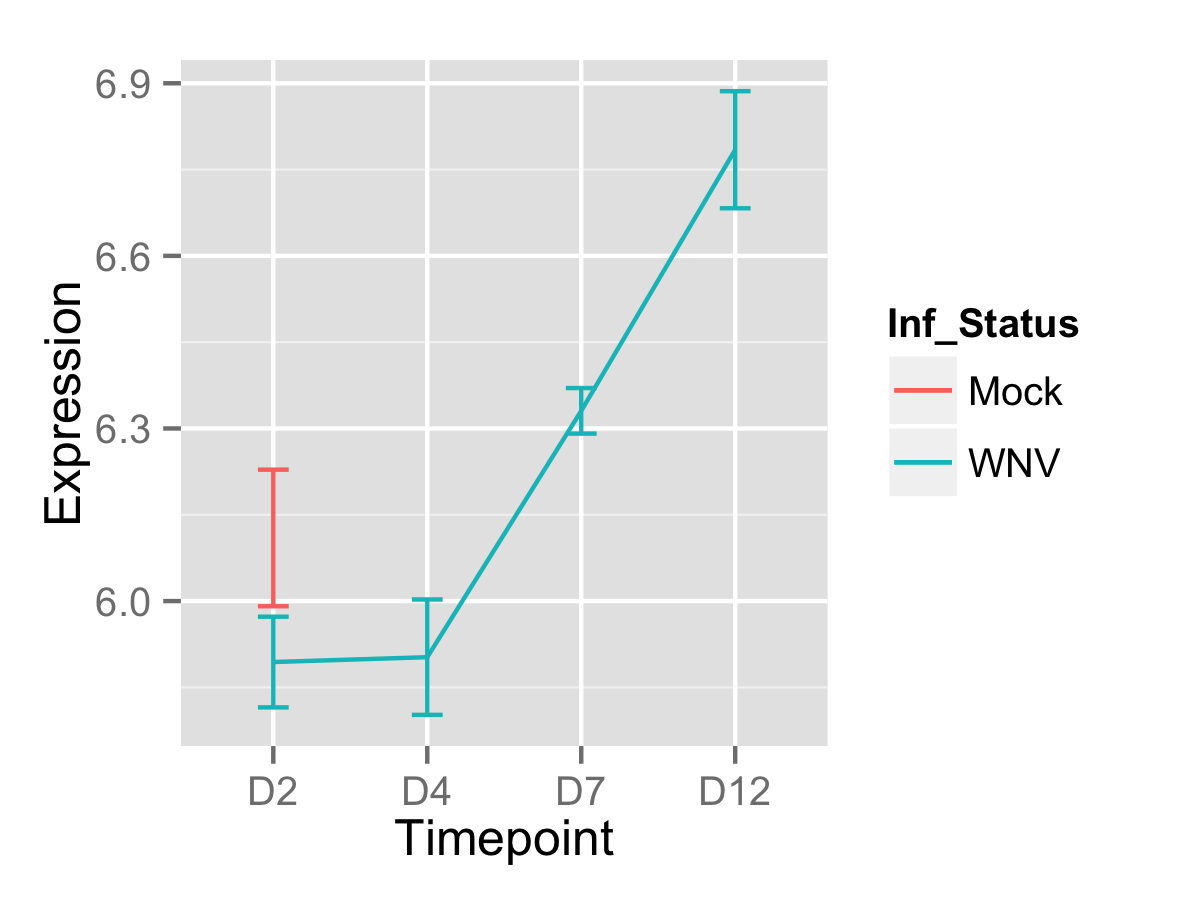 6.9
6.6
6.3
6.0
Expression
D2 D4 D7 D12
Timepoint
Inf_Status
Mock
WNV